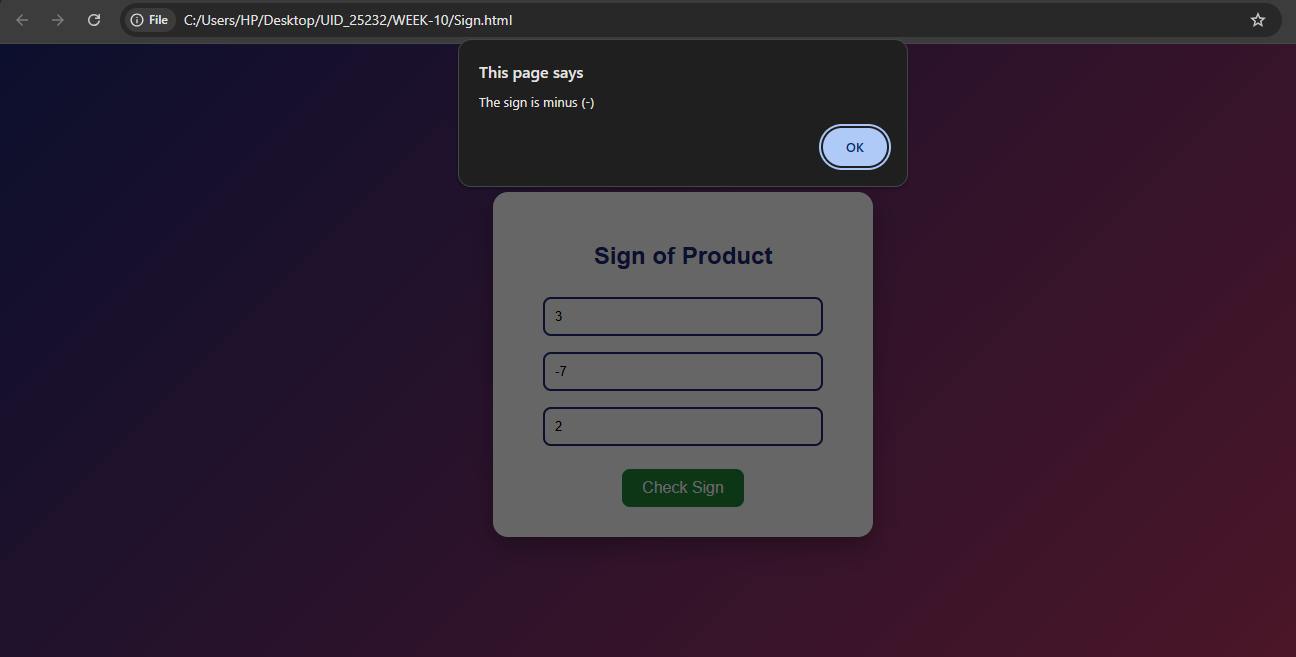 File C:/Users/HP/Desktop/UID_25232/WEEK-10/Sign.html
This page says
The sign is minus (-)
OK
Sign of Product
3
-7
2
Check Sign